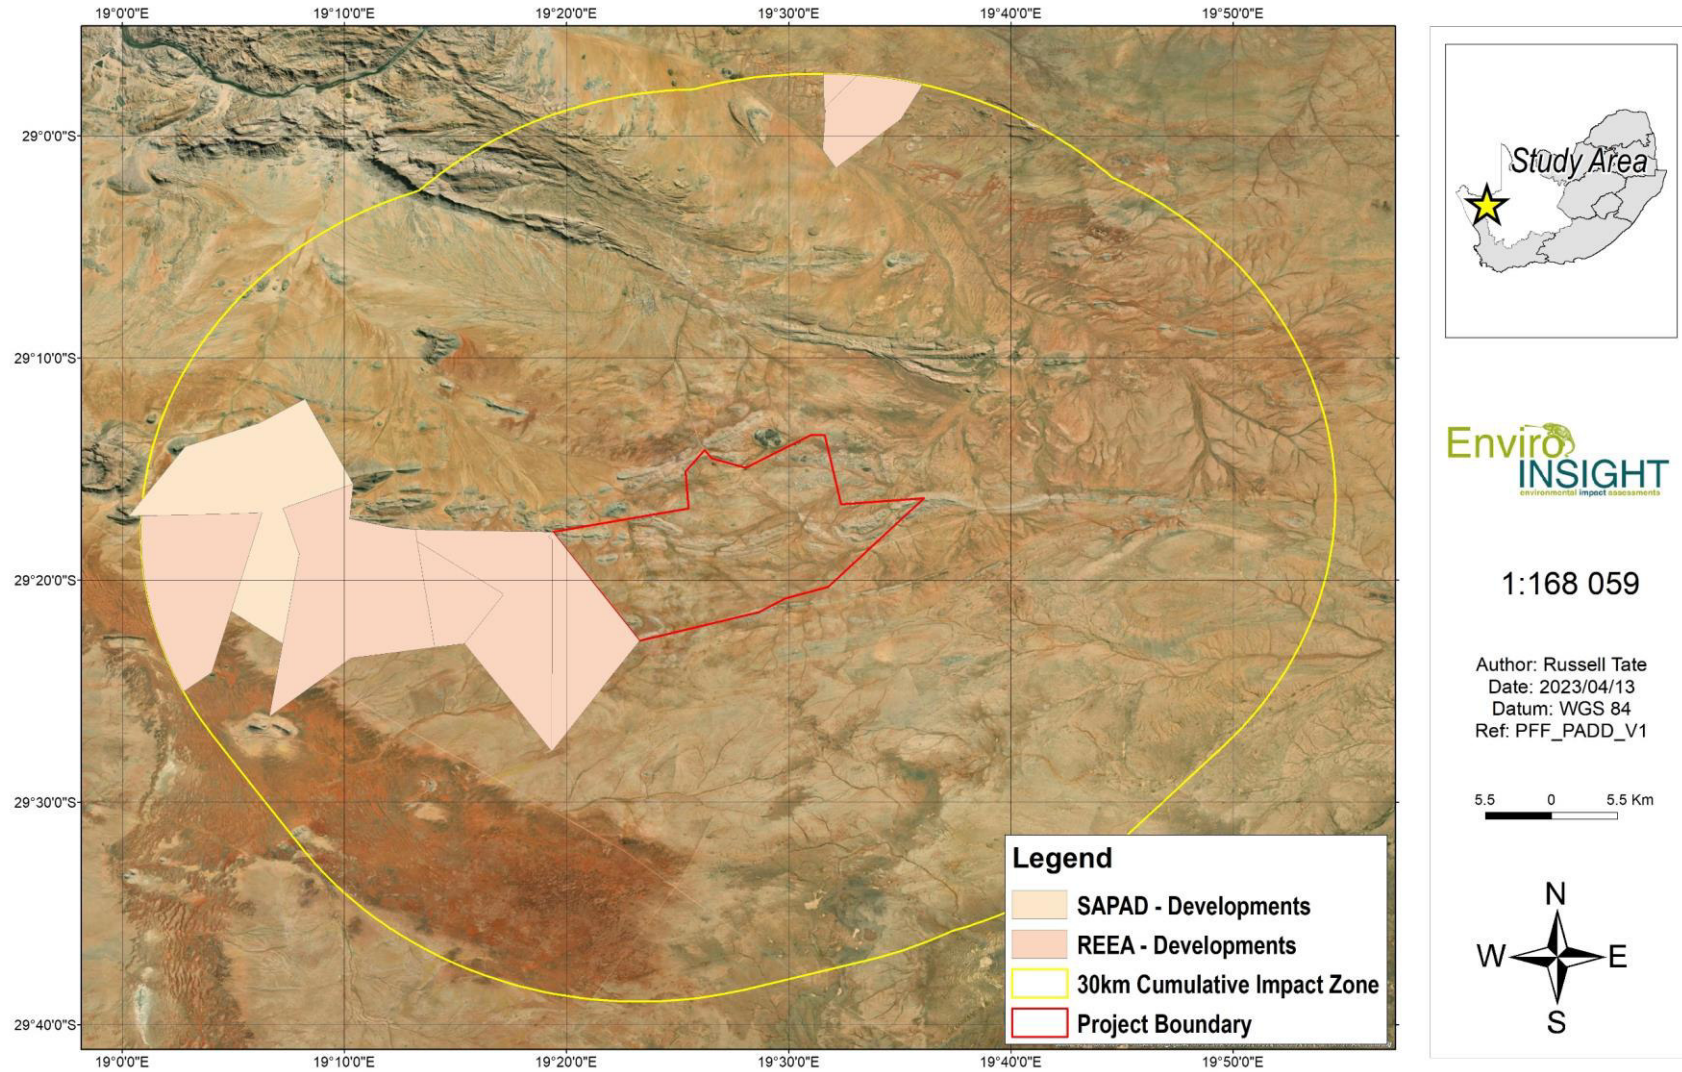 19°0'0"E 19°10'0"E 19°20'0"E 19°30'0"E 19°40'0"E 19°50'0"E
29°0'0"S
29°10'0"S
29°20'0"S
29°30'0"S
29°40'0"S
19°0'0"E 19°10'0"E 19°20'0"E 19°30'0"E 19°40'0"E 19°50'0"E
Legend
SAPAD - Developments
REEA - Developments
30km Cumulative Impact Zone
Project Boundary
Study Area
Enviro
INSIGHT
environmental impact assessments
1:168 059
Author: Russell Tate
Date: 2023/04/13
Datum: WGS 84
Ref: PFF_PADD_V1
5.5 0 5.5 Km
N
W E
S